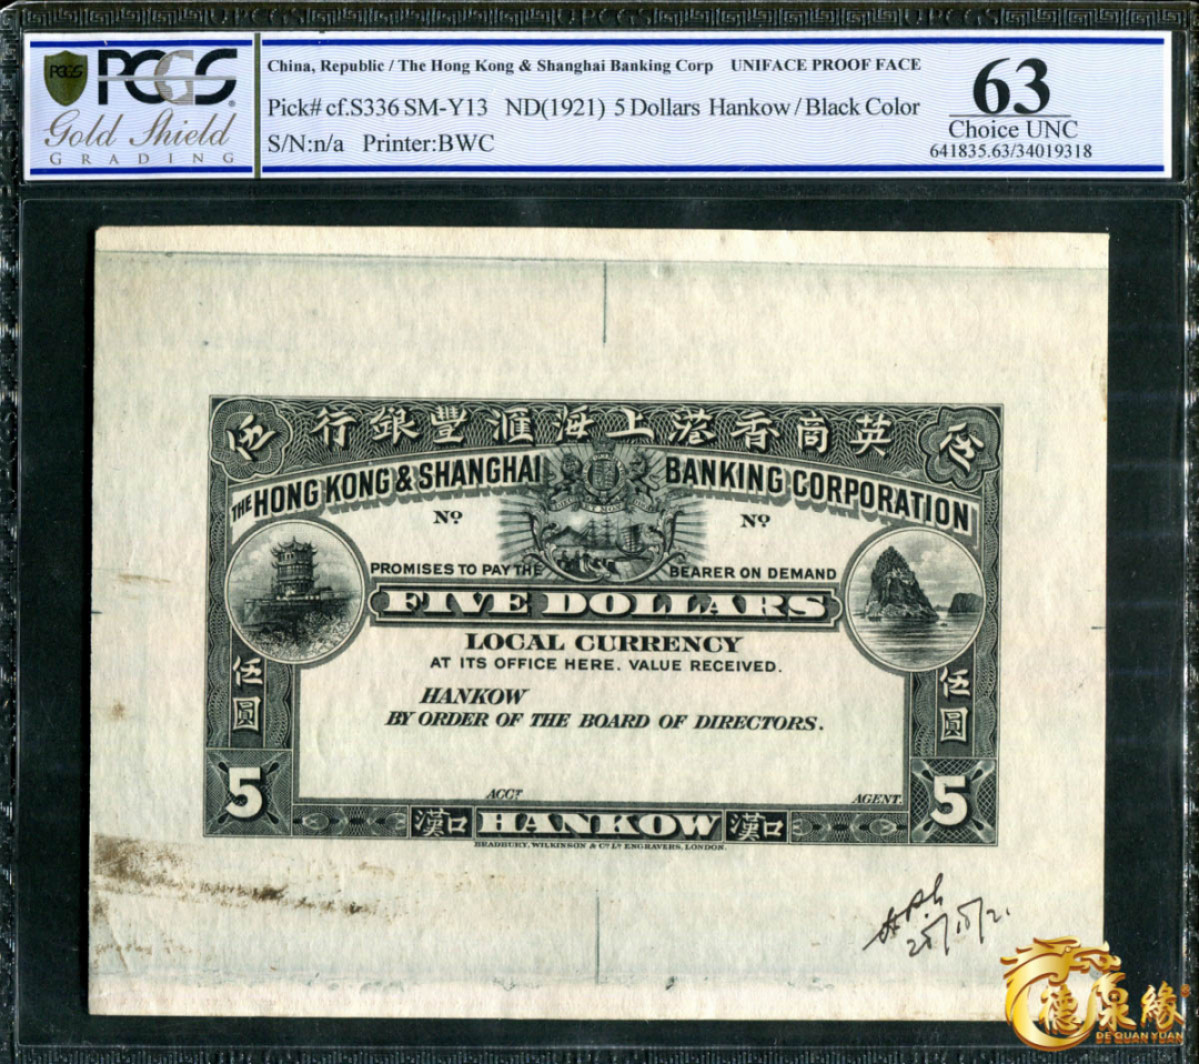 PCGS
PCGS
Gold Shield
GRADING
China, Republic / The Hong Kong & Shanghai Banking Corp UNIFACE PROOF FACE
Pick# cf.S336 SM-Y13 ND(1921) 5 Dollars Hankow / Black Color
S/N:n/a Printer:BWC
63
Choice UNC
641835.63/34019318
伍 行銀豐滙海上港香商英 伍
THE HONG KONG & SHANGHAI BANKING CORPORATION
Nº Nº
PROMISES TO PAY THE BEARER ON DEMAND
FIVE DOLLARS
LOCAL CURRENCY
AT ITS OFFICE HERE. VALUE RECEIVED.
伍圓 伍圓
HANKOW
BY ORDER OF THE BOARD OF DIRECTORS.
5 5
ACCT. AGENT.
漢口 HANKOW 漢口
BRADBURY, WILKINSON & Cº Lᴰ ENGRAVERS, LONDON.
德泉緣
DE QUAN YUAN